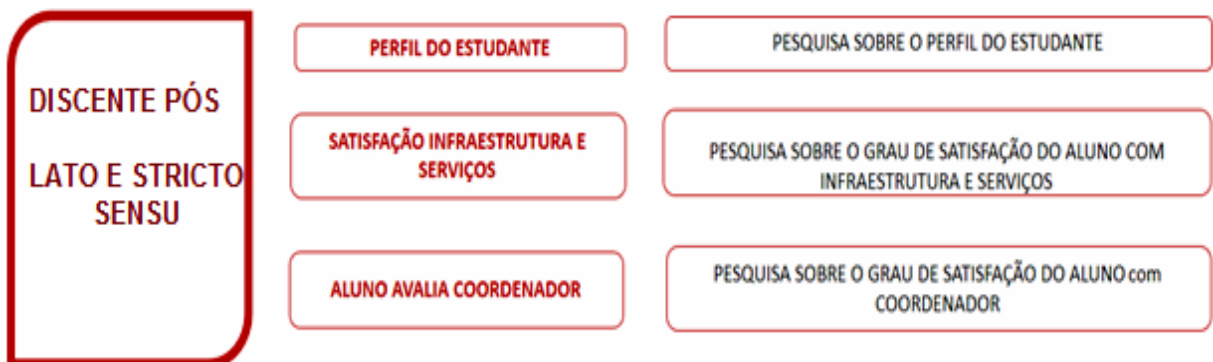 DISCENTE PÓS
LATO E STRICTO
SENSU
PERFIL DO ESTUDANTE
PESQUISA SOBRE O PERFIL DO ESTUDANTE
SATISFAÇÃO INFRAESTRUTURA E
SERVIÇOS
PESQUISA SOBRE O GRAU DE SATISFAÇÃO DO ALUNO COM
INFRAESTRUTURA E SERVIÇOS
ALUNO AVALIA COORDENADOR
PESQUISA SOBRE O GRAU DE SATISFAÇÃO DO ALUNO com
COORDENADOR